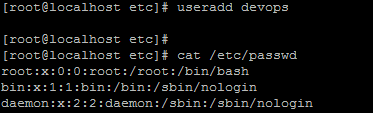 [root@localhost etc]# useradd devops
[root@localhost etc]#
[root@localhost etc]# cat /etc/passwd
root:x:0:0:root:/root:/bin/bash
bin:x:1:1:bin:/bin:/sbin/nologin
daemon:x:2:2:daemon:/sbin:/sbin/nologin